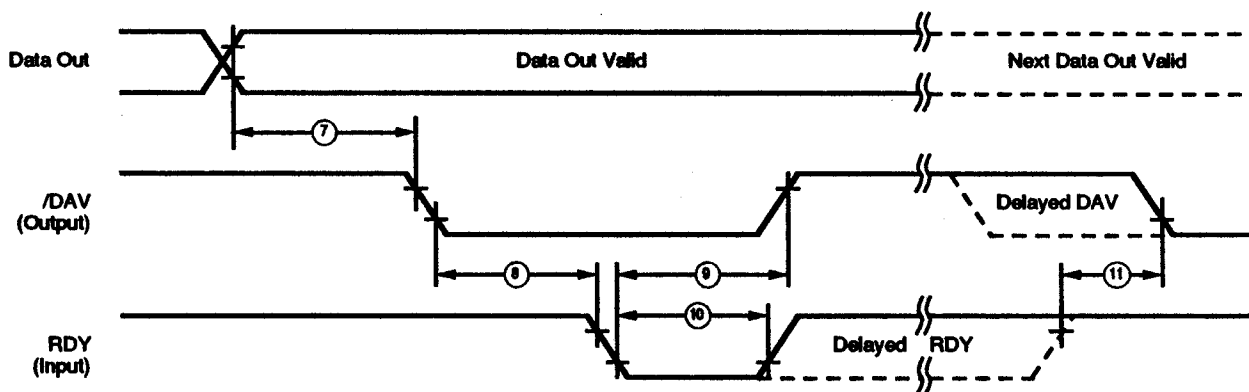 Data Out
Data Out Valid
Next Data Out Valid
7
/DAV
(Output)
Delayed DAV
8
9
11
10
RDY
(Input)
Delayed RDY